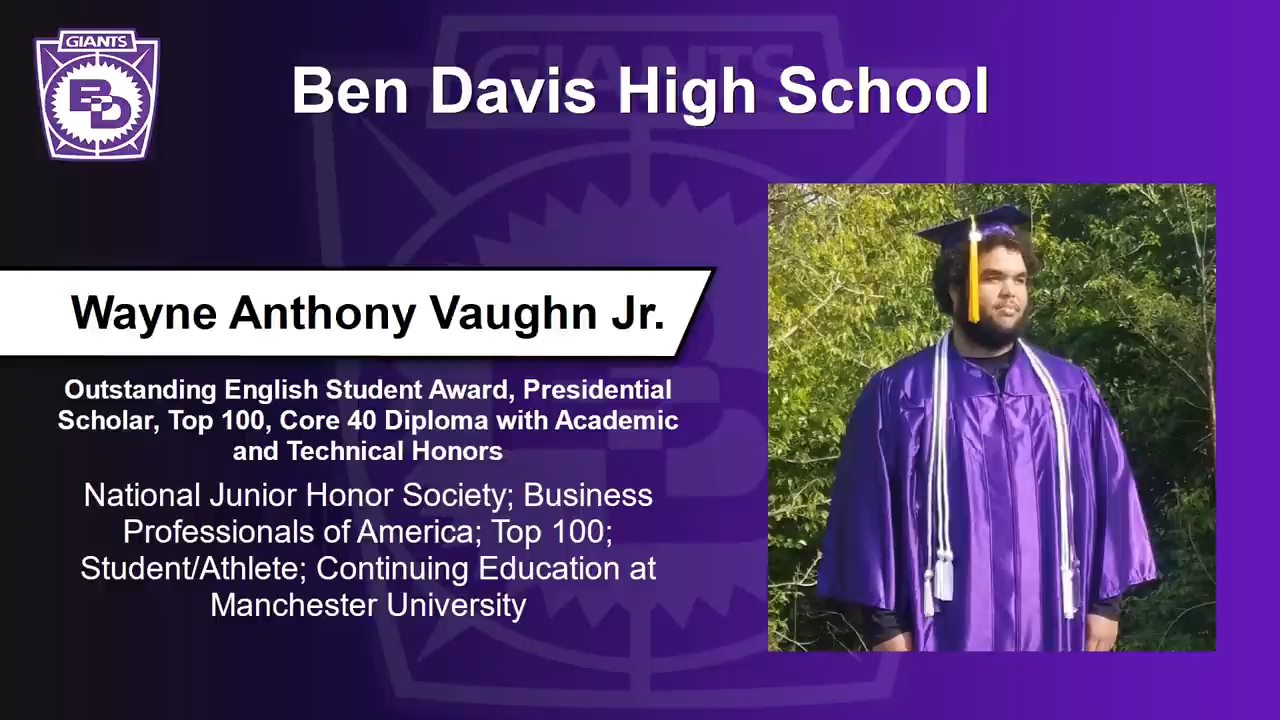 GIANTS
BD
Ben Davis High School
GIANTS
Wayne Anthony Vaughn Jr.
Outstanding English Student Award, Presidential
Scholar, Top 100, Core 40 Diploma with Academic
and Technical Honors
National Junior Honor Society; Business
Professionals of America; Top 100;
Student/Athlete; Continuing Education at
Manchester University